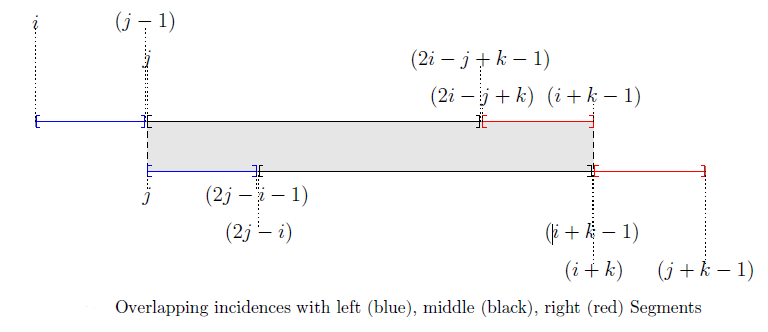 i (j − 1)
j
(2i − j + k − 1)
(2i − j + k) (i + k − 1)
j (2j − i − 1)
(2j − i) (i + k − 1)
(i + k) (j + k − 1)
Overlapping incidences with left (blue), middle (black), right (red) Segments